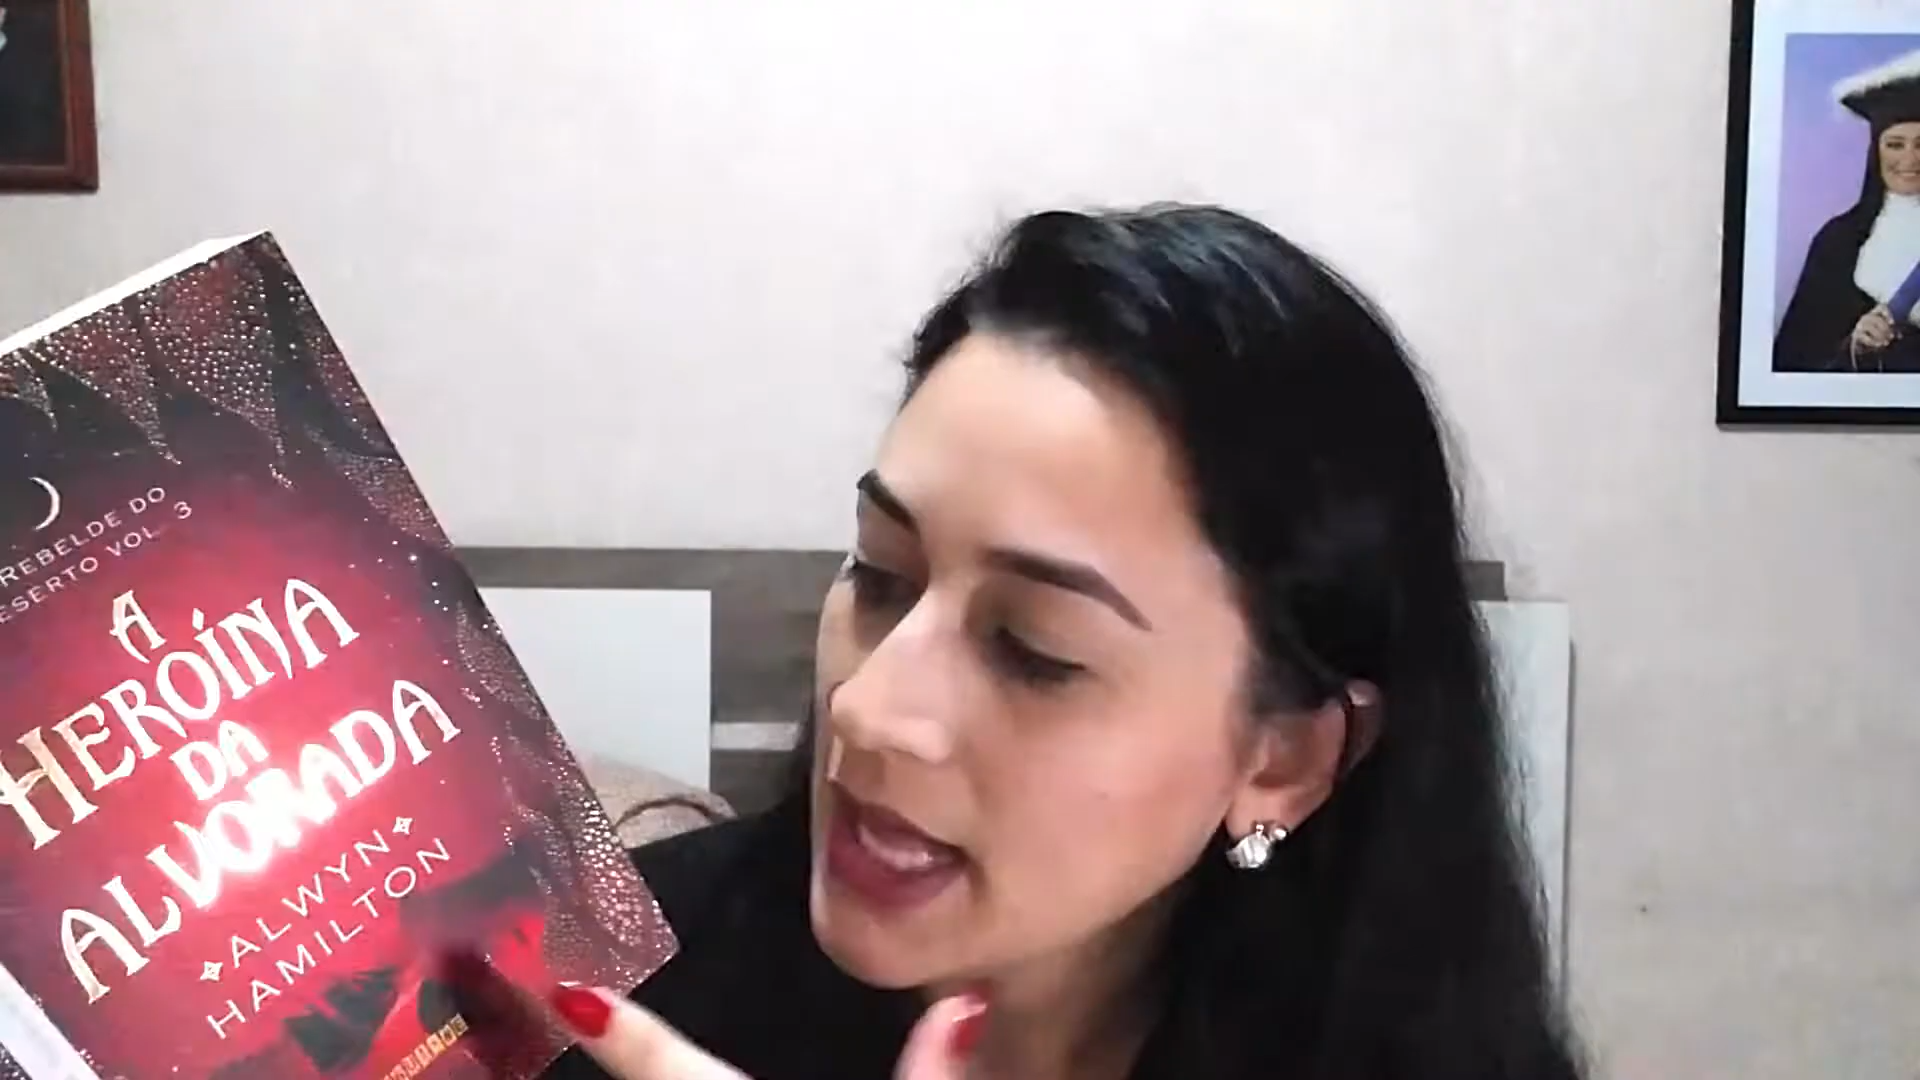 REBELDE DO
ESERTO VOL. 3
A
HEROÍNA
DA
ALVORADA
ALWYN
HAMILTON